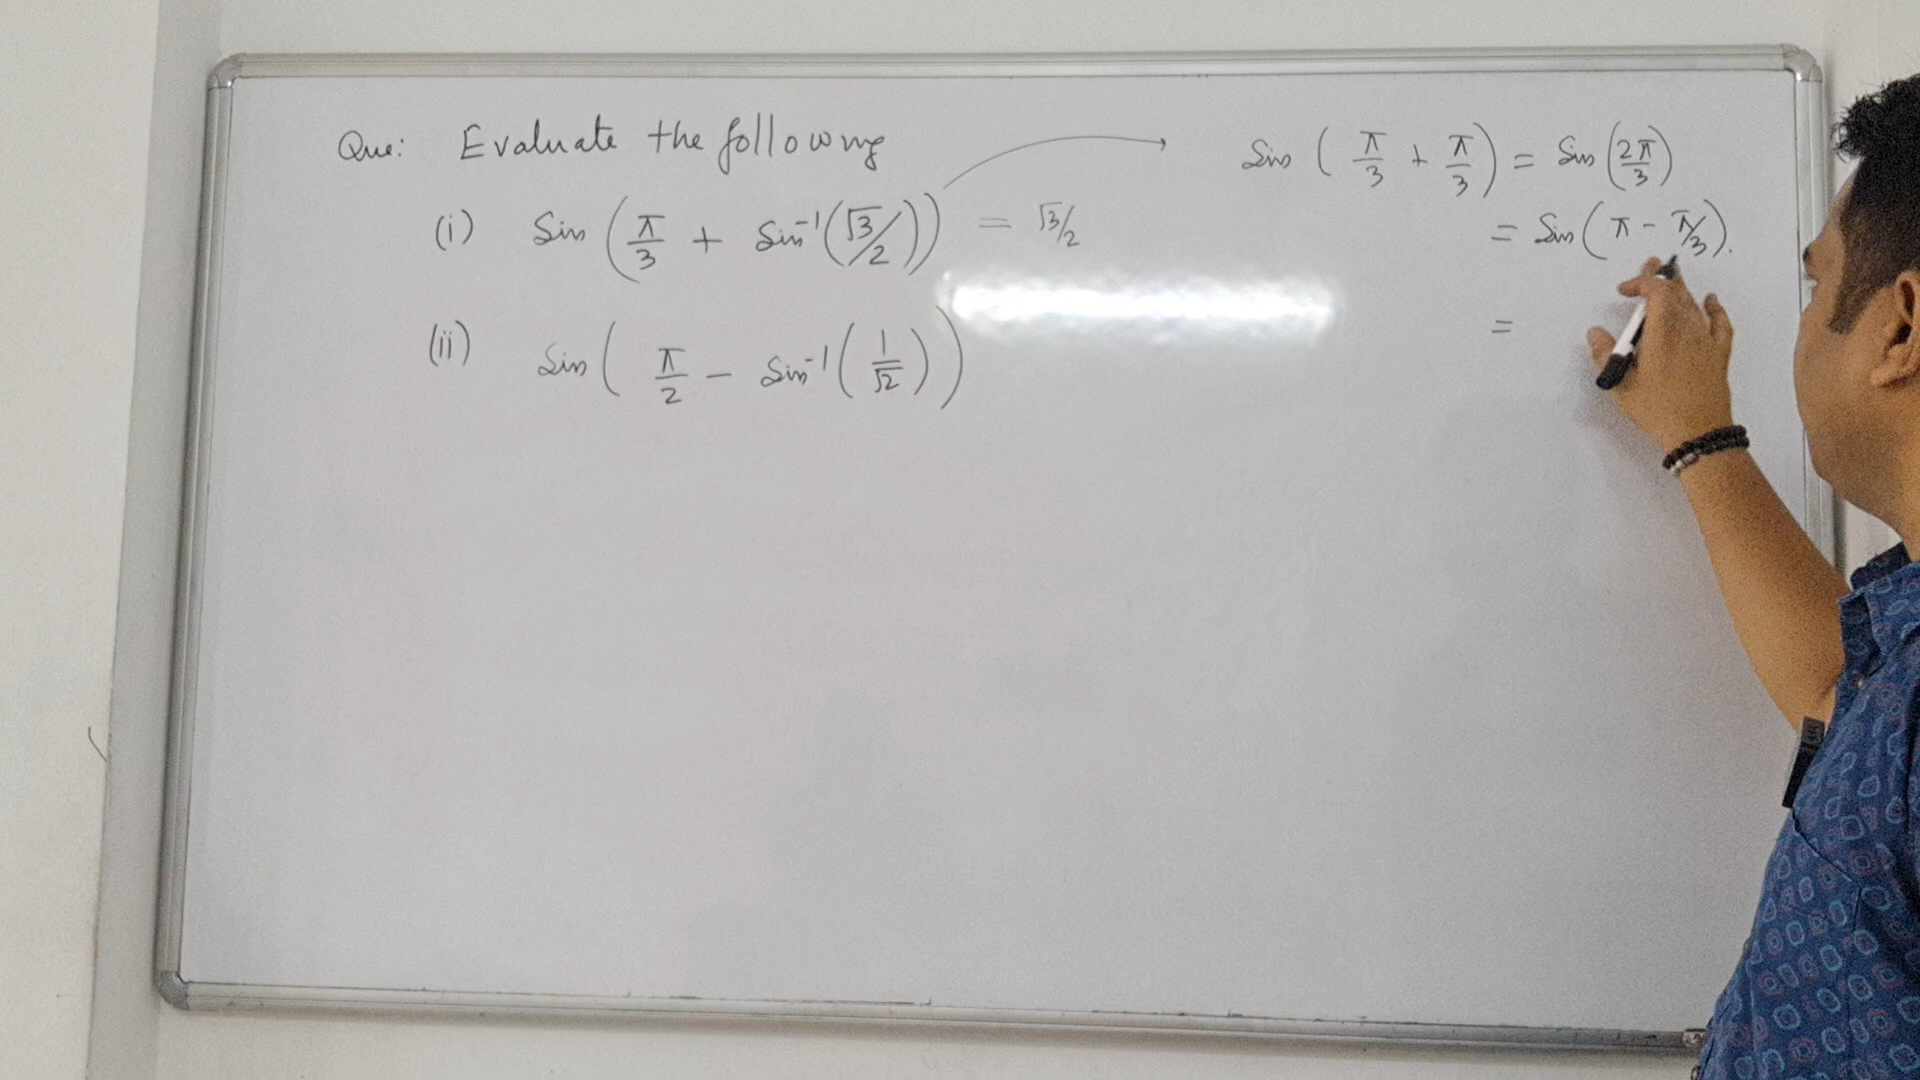 Que: Evaluate the following
(i) Sin (π/3 + Sin⁻¹(√3/2)) = √3/2
(ii) Sin (π/2 − Sin⁻¹(1/√2))
Sin (π/3 + π/3) = Sin (2π/3)
= Sin (π − π/3).
=